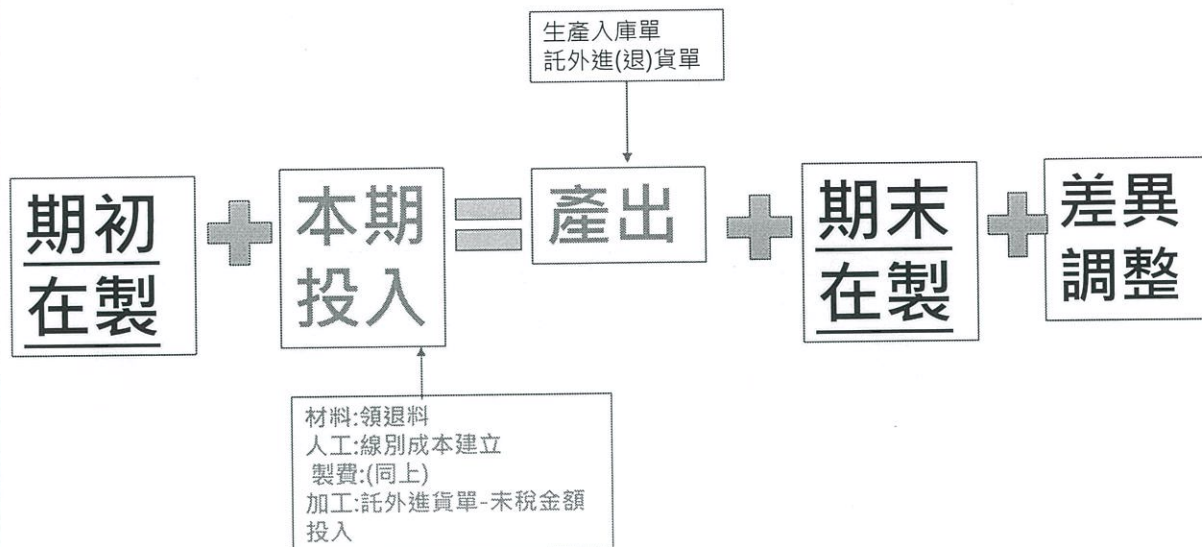 生產入庫單
託外進(退)貨單
期初
在製
本期
投入
產出
期末
在製
差異
調整
材料:領退料
人工:線別成本建立
製費:(同上)
加工:託外進貨單-未稅金額
投入